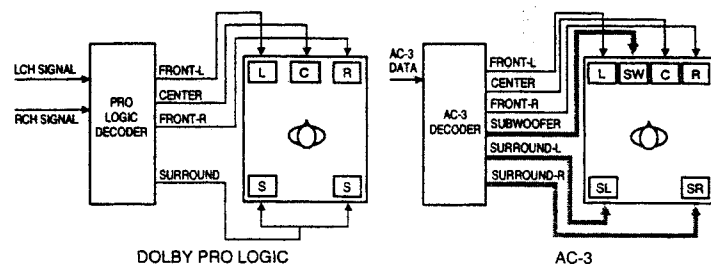 LCH SIGNAL
RCH SIGNAL
PRO
LOGIC
DECODER
FRONT-L
CENTER
FRONT-R
SURROUND
L C R
S S
DOLBY PRO LOGIC
AC-3
DATA
AC-3
DECODER
FRONT-L
CENTER
FRONT-R
SUBWOOFER
SURROUND-L
SURROUND-R
L SW C R
SL SR
AC-3